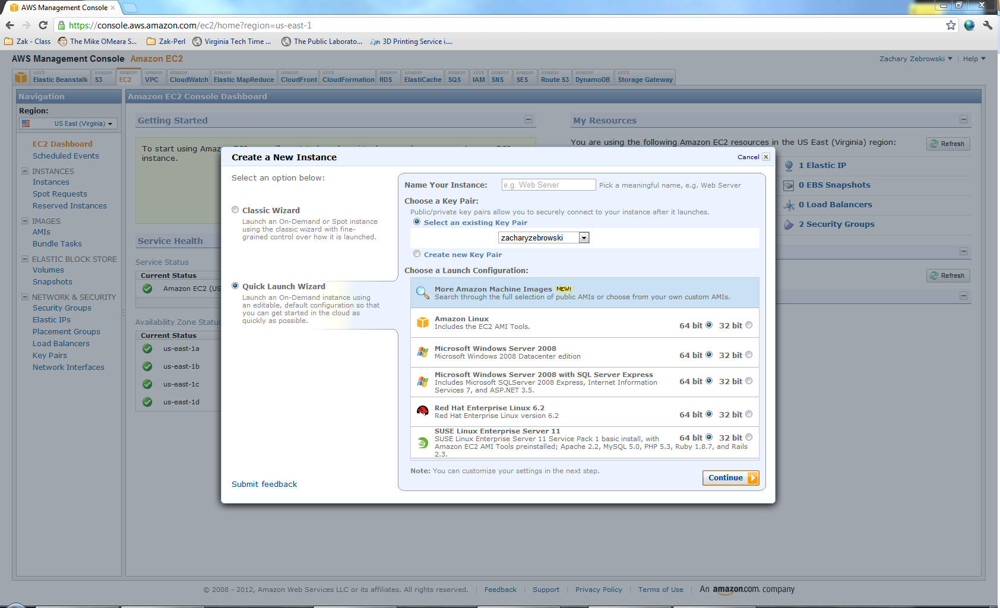 AWS Management Console
https://console.aws.amazon.com/ec2/home?region=us-east-1
Zak - Class
The Mike OMeara S...
Zak-Perl
Virginia Tech Time ...
The Public Laborato...
3D Printing Service i....
AWS Management Console
Amazon EC2
Zachary Zebrowski
Help
AWS
Elastic Beanstalk
Amazon
S3
Amazon
EC2
Amazon
VPC
Amazon
CloudWatch
Amazon
Elastic MapReduce
Amazon
CloudFront
AWS
CloudFormation
Amazon
RDS
Amazon
ElastiCache
Amazon
SQS
AWS
IAM
Amazon
SNS
Amazon
SES
Amazon
Route 53
Amazon
DynamoDB
AWS
Storage Gateway
Navigation
Region:
US East (Virginia)
EC2 Dashboard
Scheduled Events
INSTANCES
Instances
Spot Requests
Reserved Instances
IMAGES
AMIs
Bundle Tasks
ELASTIC BLOCK STORE
Volumes
Snapshots
NETWORK & SECURITY
Security Groups
Elastic IPs
Placement Groups
Load Balancers
Key Pairs
Network Interfaces
Amazon EC2 Console Dashboard
Getting Started
To start using Amaz
instance.
Service Health
Service Status
Current Status
Amazon EC2 (US
Availability Zone Status
Current Status
us-east-1a
us-east-1b
us-east-1c
us-east-1d
My Resources
You are using the following Amazon EC2 resources in the US East (Virginia) region:
Refresh
1 Elastic IP
0 EBS Snapshots
0 Load Balancers
2 Security Groups
Refresh
Create a New Instance
Cancel
Select an option below:
Classic Wizard
Launch an On-Demand or Spot instance
using the classic wizard with fine-
grained control over how it is launched.
Quick Launch Wizard
Launch an On-Demand instance using
an editable, default configuration so that
you can get started in the cloud as
quickly as possible.
Submit feedback
Name Your Instance:
e.g. Web Server
Pick a meaningful name, e.g. Web Server
Choose a Key Pair:
Public/private key pairs allow you to securely connect to your instance after it launches.
Select an existing Key Pair
zacharyzebrowski
Create new Key Pair
Choose a Launch Configuration:
More Amazon Machine Images NEW!
Search through the full selection of public AMIs or choose from your own custom AMIs.
Amazon Linux
Includes the EC2 AMI Tools.
64 bit 32 bit
Microsoft Windows Server 2008
Microsoft Windows 2008 Datacenter edition
64 bit 32 bit
Microsoft Windows Server 2008 with SQL Server Express
Includes Microsoft SQLServer 2008 Express, Internet Information
Services 7, and ASP.NET 3.5.
64 bit 32 bit
Red Hat Enterprise Linux 6.2
Red Hat Enterprise Linux version 6.2
64 bit 32 bit
SUSE Linux Enterprise Server 11
SUSE Linux Enterprise Server 11 Service Pack 1 basic install, with
Amazon EC2 AMI Tools preinstalled; Apache 2.2, MySQL 5.0, PHP 5.3, Ruby 1.8.7, and Rails
2.3.
64 bit 32 bit
Note: You can customize your settings in the next step.
Continue
© 2008 - 2012, Amazon Web Services LLC or its affiliates. All rights reserved.
Feedback
Support
Privacy Policy
Terms of Use
An amazon.com. company